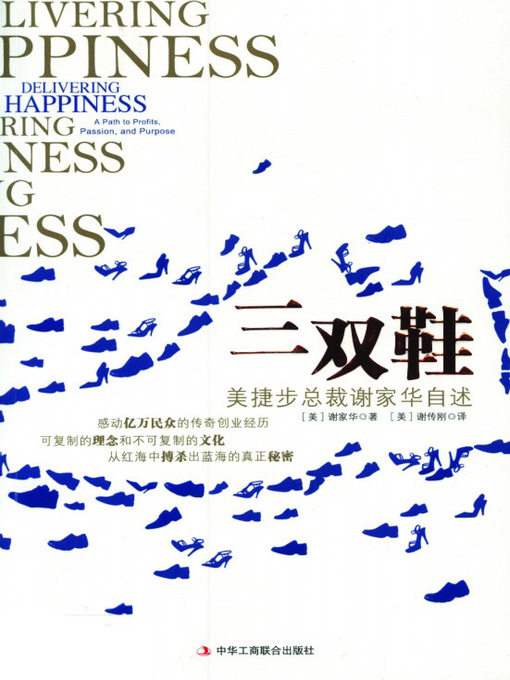 LIVERING
PPINESS
DELIVERING
HAPPINESS
A Path to Profits,
Passion, and Purpose
RING
NESS
NG
ESS
三双鞋
美捷步总裁谢家华自述
[美]谢家华◎著 [美]谢传刚◎译
感动亿万民众的传奇创业经历
可复制的理念和不可复制的文化
从红海中搏杀出蓝海的真正秘密
中华工商联合出版社